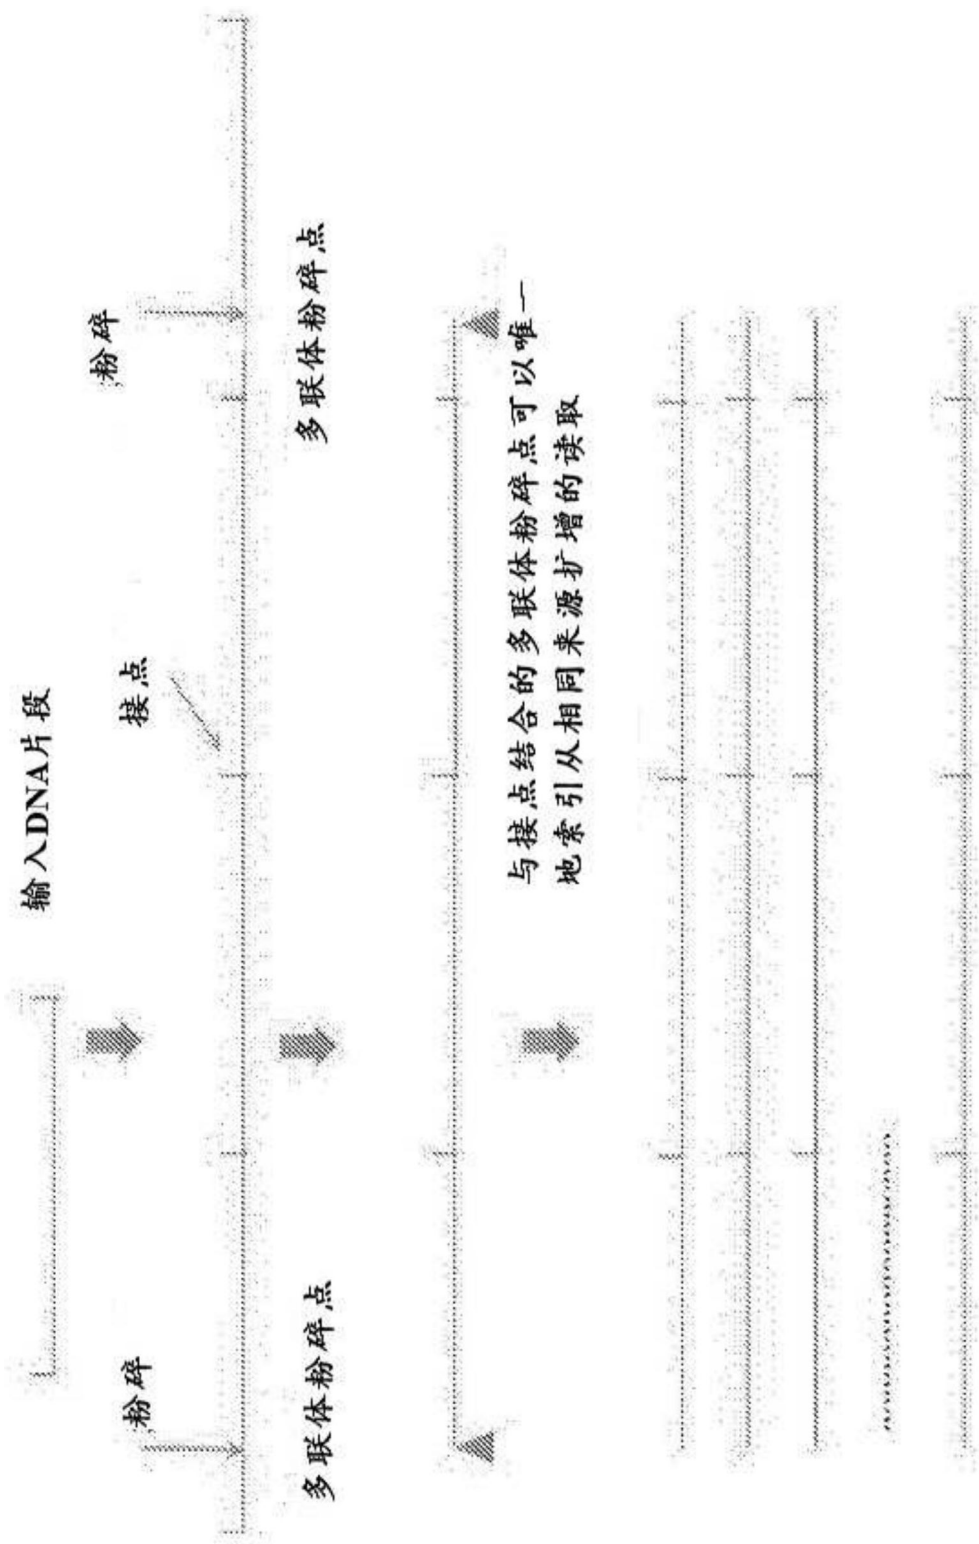 输入DNA片段
粉碎
接点
粉碎
多联体粉碎点
多联体粉碎点
与接点结合的多联体粉碎点可以唯一
地索引从相同来源扩增的读取